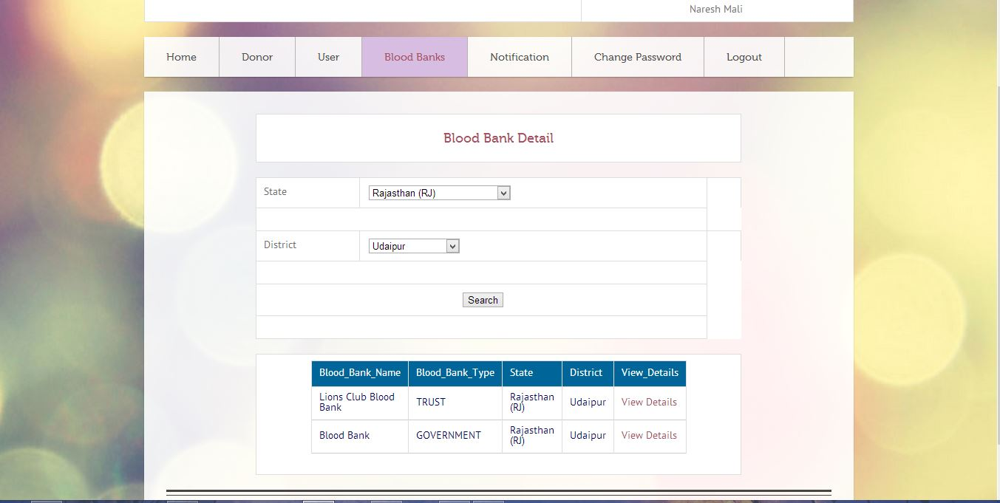 Naresh Mali
Home Donor User Blood Banks Notification Change Password Logout
Blood Bank Detail
State Rajasthan (RJ)
District Udaipur
Search
Blood_Bank_Name Blood_Bank_Type State District View_Details
Lions Club Blood Bank TRUST Rajasthan (RJ) Udaipur View Details
Blood Bank GOVERNMENT Rajasthan (RJ) Udaipur View Details